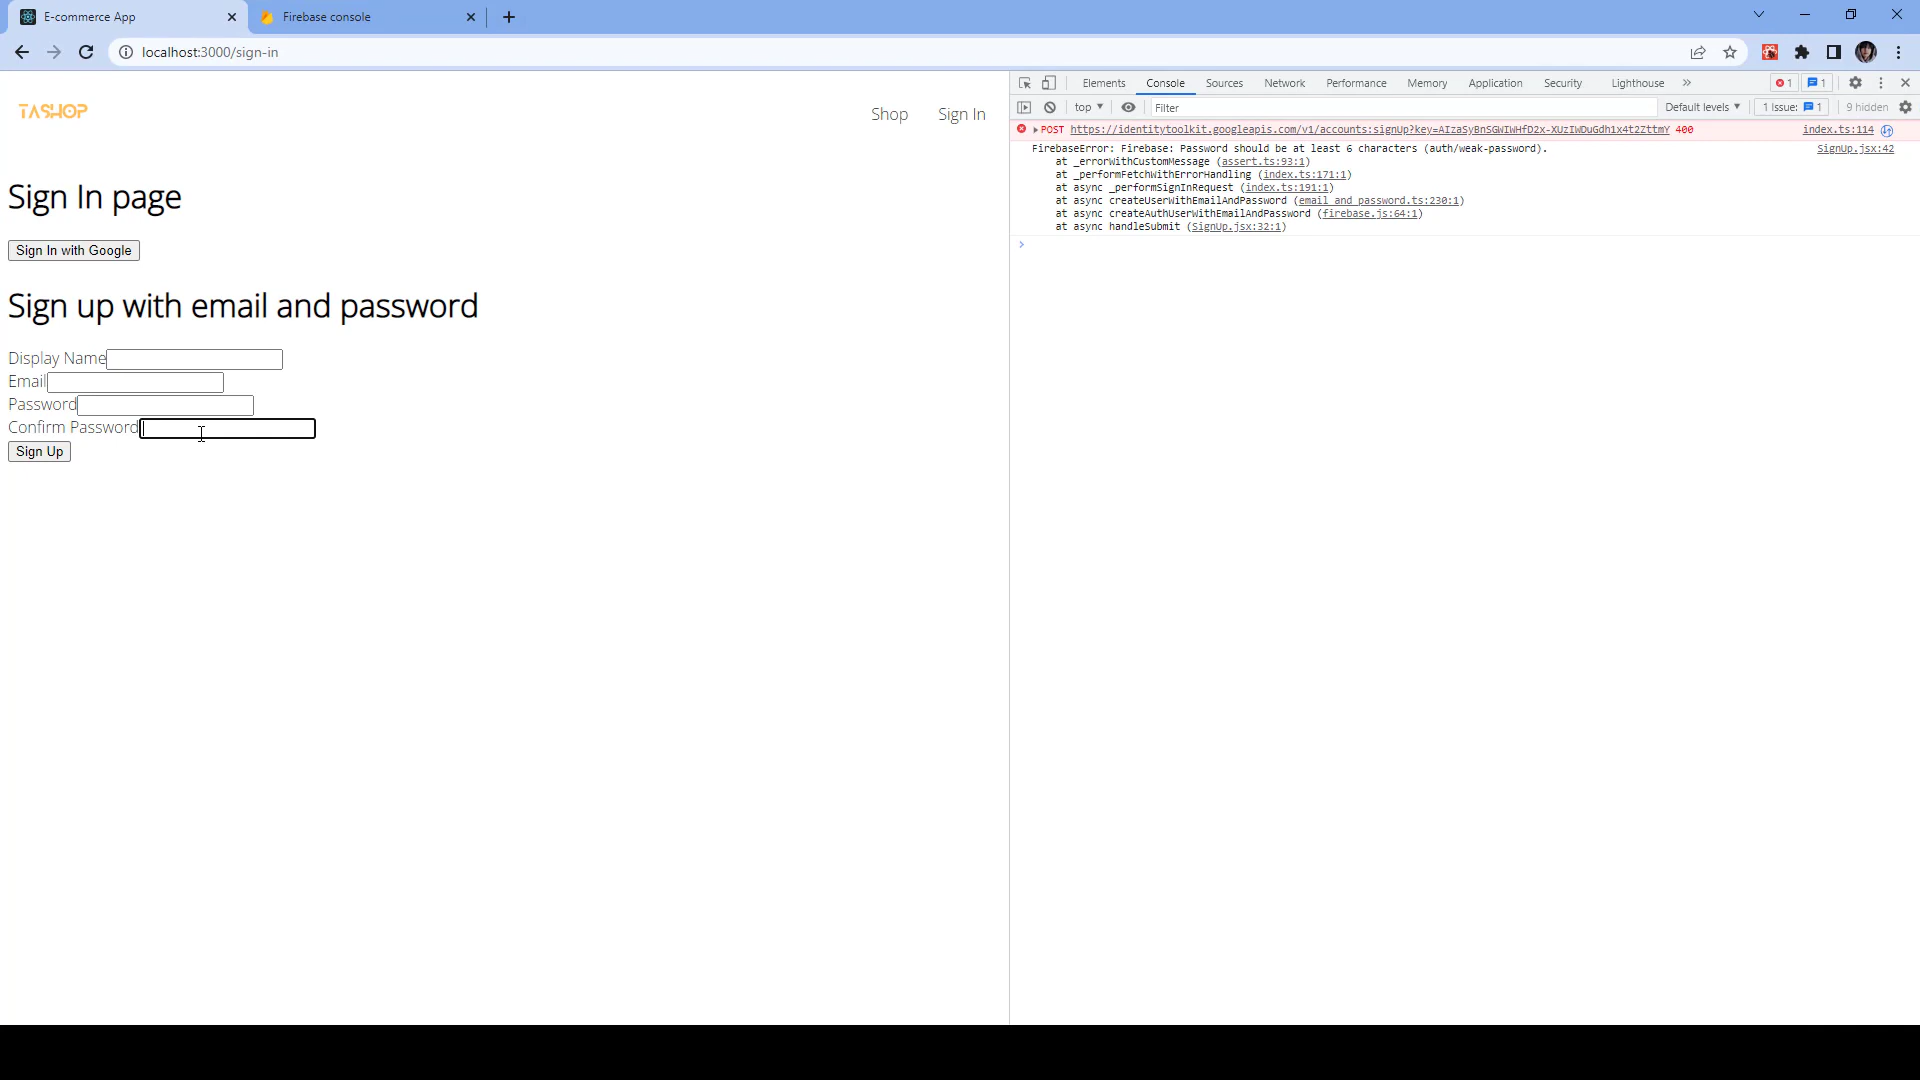 E-commerce App
Firebase console
localhost:3000/sign-in
TASHOP
Shop
Sign In
Sign In page
Sign In with Google
Sign up with email and password
Display Name
Email
Password
Confirm Password
Sign Up
Elements
Console
Sources
Network
Performance
Memory
Application
Security
Lighthouse
1
1
top
Filter
Default levels
1 Issue:
1
9 hidden
POST https://identitytoolkit.googleapis.com/v1/accounts:signUp?key=AIzaSyBnSGWIWHfD2x-XUzIWDuGdh1x4t2ZttmY 400
index.ts:114
FirebaseError: Firebase: Password should be at least 6 characters (auth/weak-password).
SignUp.jsx:42
at _errorWithCustomMessage (assert.ts:93:1)
at _performFetchWithErrorHandling (index.ts:171:1)
at async _performSignInRequest (index.ts:191:1)
at async createUserWithEmailAndPassword (email_and_password.ts:230:1)
at async createAuthUserWithEmailAndPassword (firebase.js:64:1)
at async handleSubmit (SignUp.jsx:32:1)